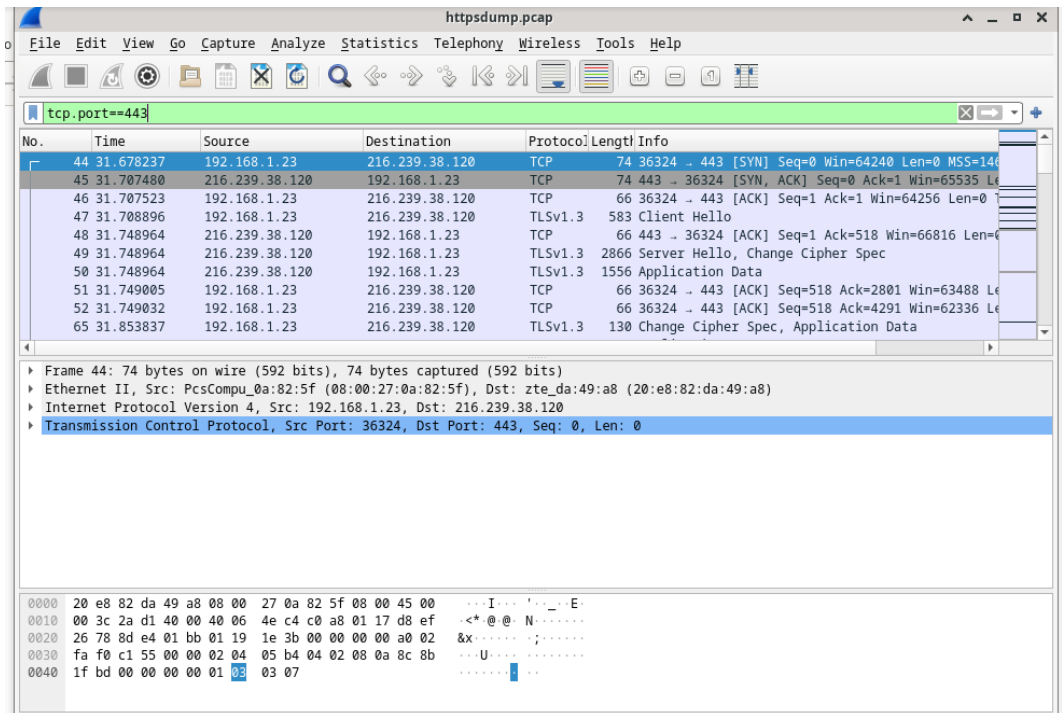 httpsdump.pcap
File Edit View Go Capture Analyze Statistics Telephony Wireless Tools Help
tcp.port==443
No. Time Source Destination Protocol Length Info
44 31.678237 192.168.1.23 216.239.38.120 TCP 74 36324 → 443 [SYN] Seq=0 Win=64240 Len=0 MSS=146
45 31.707480 216.239.38.120 192.168.1.23 TCP 74 443 → 36324 [SYN, ACK] Seq=0 Ack=1 Win=65535 Le
46 31.707523 192.168.1.23 216.239.38.120 TCP 66 36324 → 443 [ACK] Seq=1 Ack=1 Win=64256 Len=0
47 31.708896 192.168.1.23 216.239.38.120 TLSv1.3 583 Client Hello
48 31.748964 216.239.38.120 192.168.1.23 TCP 66 443 → 36324 [ACK] Seq=1 Ack=518 Win=66816 Len=0
49 31.748964 216.239.38.120 192.168.1.23 TLSv1.3 2866 Server Hello, Change Cipher Spec
50 31.748964 216.239.38.120 192.168.1.23 TLSv1.3 1556 Application Data
51 31.749005 192.168.1.23 216.239.38.120 TCP 66 36324 → 443 [ACK] Seq=518 Ack=2801 Win=63488 Le
52 31.749032 192.168.1.23 216.239.38.120 TCP 66 36324 → 443 [ACK] Seq=518 Ack=4291 Win=62336 Le
65 31.853837 192.168.1.23 216.239.38.120 TLSv1.3 130 Change Cipher Spec, Application Data
Frame 44: 74 bytes on wire (592 bits), 74 bytes captured (592 bits)
Ethernet II, Src: PcsCompu_0a:82:5f (08:00:27:0a:82:5f), Dst: zte_da:49:a8 (20:e8:82:da:49:a8)
Internet Protocol Version 4, Src: 192.168.1.23, Dst: 216.239.38.120
Transmission Control Protocol, Src Port: 36324, Dst Port: 443, Seq: 0, Len: 0
0000 20 e8 82 da 49 a8 08 00 27 0a 82 5f 08 00 45 00 ···I··· '··_··E·
0010 00 3c 2a d1 40 00 40 06 4e c4 c0 a8 01 17 d8 ef ·<*·@·@· N·······
0020 26 78 8d e4 01 bb 01 19 1e 3b 00 00 00 00 a0 02 &x······ ·;······
0030 fa f0 c1 55 00 00 02 04 05 b4 04 02 08 0a 8c 8b ···U···· ········
0040 1f bd 00 00 00 00 01 03 03 07 ········ ··